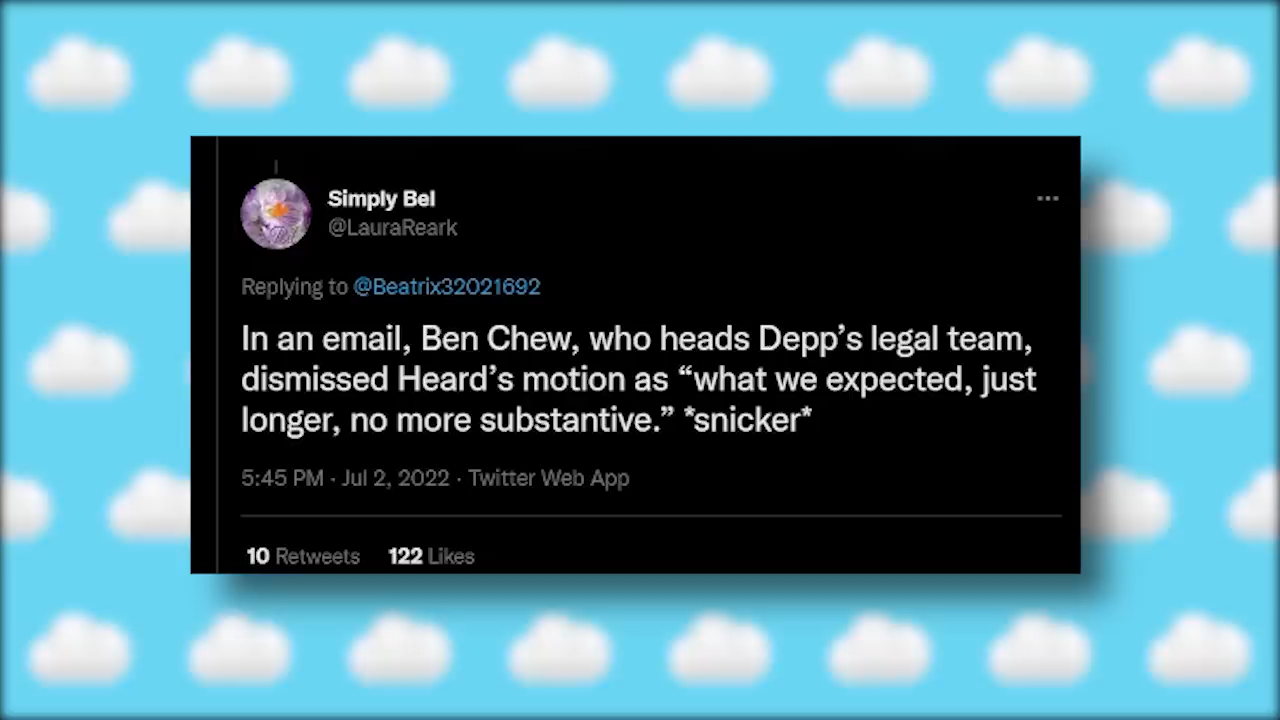 Simply Bel
@LauraReark
Replying to @Beatrix32021692
In an email, Ben Chew, who heads Depp’s legal team,
dismissed Heard’s motion as “what we expected, just
longer, no more substantive.” *snicker*
5:45 PM · Jul 2, 2022 · Twitter Web App
10 Retweets 122 Likes